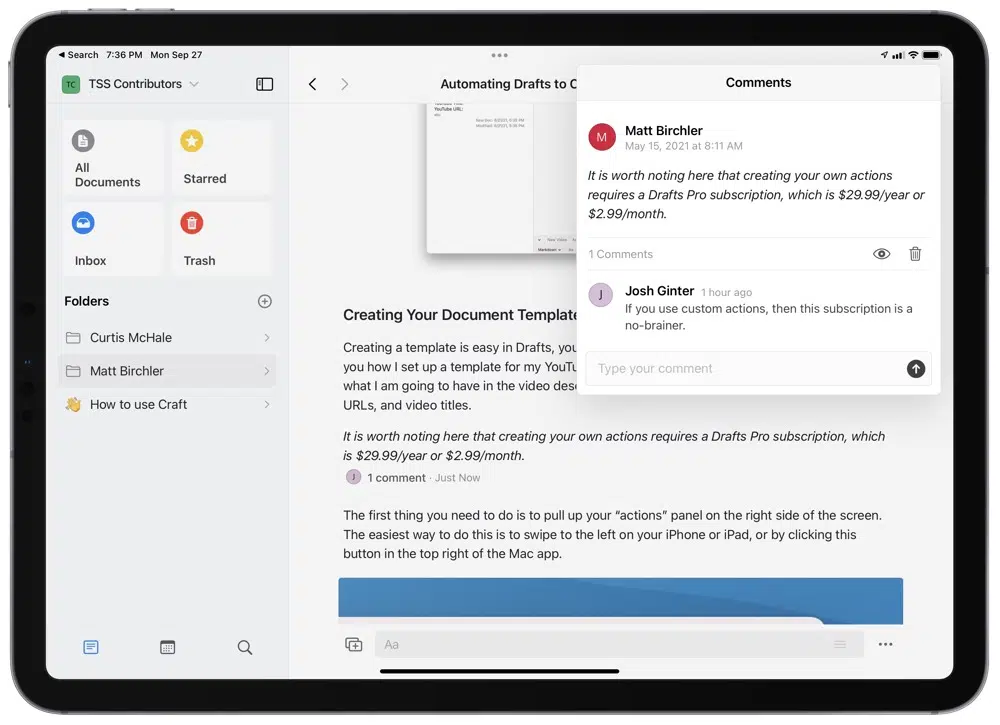 Search 7:36 PM Mon Sep 27
TC TSS Contributors
All
Documents
Starred
Inbox
Trash
Folders
Curtis McHale
Matt Birchler
How to use Craft
Automating Drafts to C
YouTube URL:
Creating Your Document Template
Creating a template is easy in Drafts, you
you how I set up a template for my YouTu
what I am going to have in the video des
URLs, and video titles.
It is worth noting here that creating your own actions requires a Drafts Pro subscription, which
is $29.99/year or $2.99/month.
J 1 comment · Just Now
The first thing you need to do is to pull up your “actions” panel on the right side of the screen.
The easiest way to do this is to swipe to the left on your iPhone or iPad, or by clicking this
button in the top right of the Mac app.
Aa
Comments
M Matt Birchler
May 15, 2021 at 8:11 AM
It is worth noting here that creating your own actions
requires a Drafts Pro subscription, which is $29.99/year or
$2.99/month.
1 Comments
J Josh Ginter 1 hour ago
If you use custom actions, then this subscription is a
no-brainer.
Type your comment